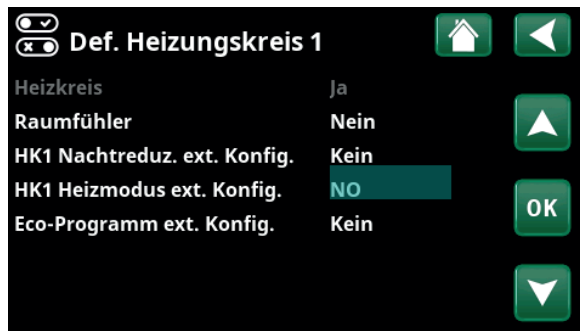 Def. Heizungskreis 1
Heizkreis Ja
Raumfühler Nein
HK1 Nachtreduz. ext. Konfig. Kein
HK1 Heizmodus ext. Konfig. NO
Eco-Programm ext. Konfig. Kein
OK